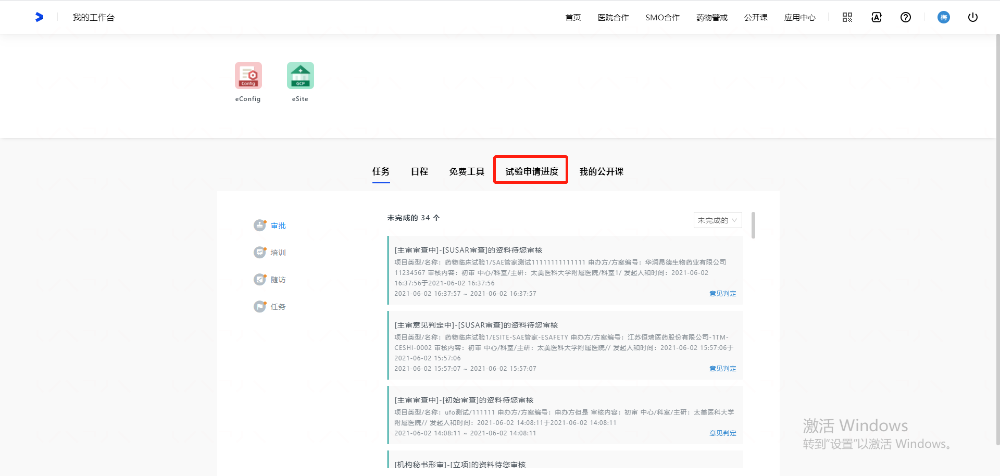 我的工作台
首页 医院合作 SMO合作 药物警戒 公开课 应用中心
A
?
梅
Config
GCP
eConfig
eSite
任务 日程 免费工具 试验申请进度 我的公开课
审批
培训
随访
任务
未完成的 34 个
未完成的
[主审审查中]-[SUSAR审查]的资料待您审核
项目类型/名称：药物临床试验1/SAE管家测试11111111111111 申办方/方案编号：华润昂德生物药业有限公司
11234567 审核内容：初审 中心/科室/主研：太美医科大学附属医院/科室1/ 发起人和时间：2021-06-02
16:37:56于2021-06-02 16:37:56
2021-06-02 16:37:57 ~ 2021-06-02 16:37:57
意见判定
[主审意见判定中]-[SUSAR审查]的资料待您审核
项目类型/名称：药物临床试验1/ESITE-SAE管家-ESAFETY 申办方/方案编号：江苏恒瑞医药股份有限公司-1TM-
CESHI-0002 审核内容：初审 中心/科室/主研：太美医科大学附属医院// 发起人和时间：2021-06-02 15:57:06于
2021-06-02 15:57:06
2021-06-02 15:57:07 ~ 2021-06-02 15:57:07
意见判定
[主审审查中]-[初始审查]的资料待您审核
项目类型/名称：ufo测试/111111 申办方/方案编号：申办方但是 审核内容：初审 中心/科室/主研：太美医科大学
附属医院// 发起人和时间：2021-06-02 14:08:11于2021-06-02 14:08:11
2021-06-02 14:08:11 ~ 2021-06-02 14:08:11
意见判定
[机构秘书形审]-[立项]的资料待您审核
激活 Windows
转到“设置”以激活 Windows。